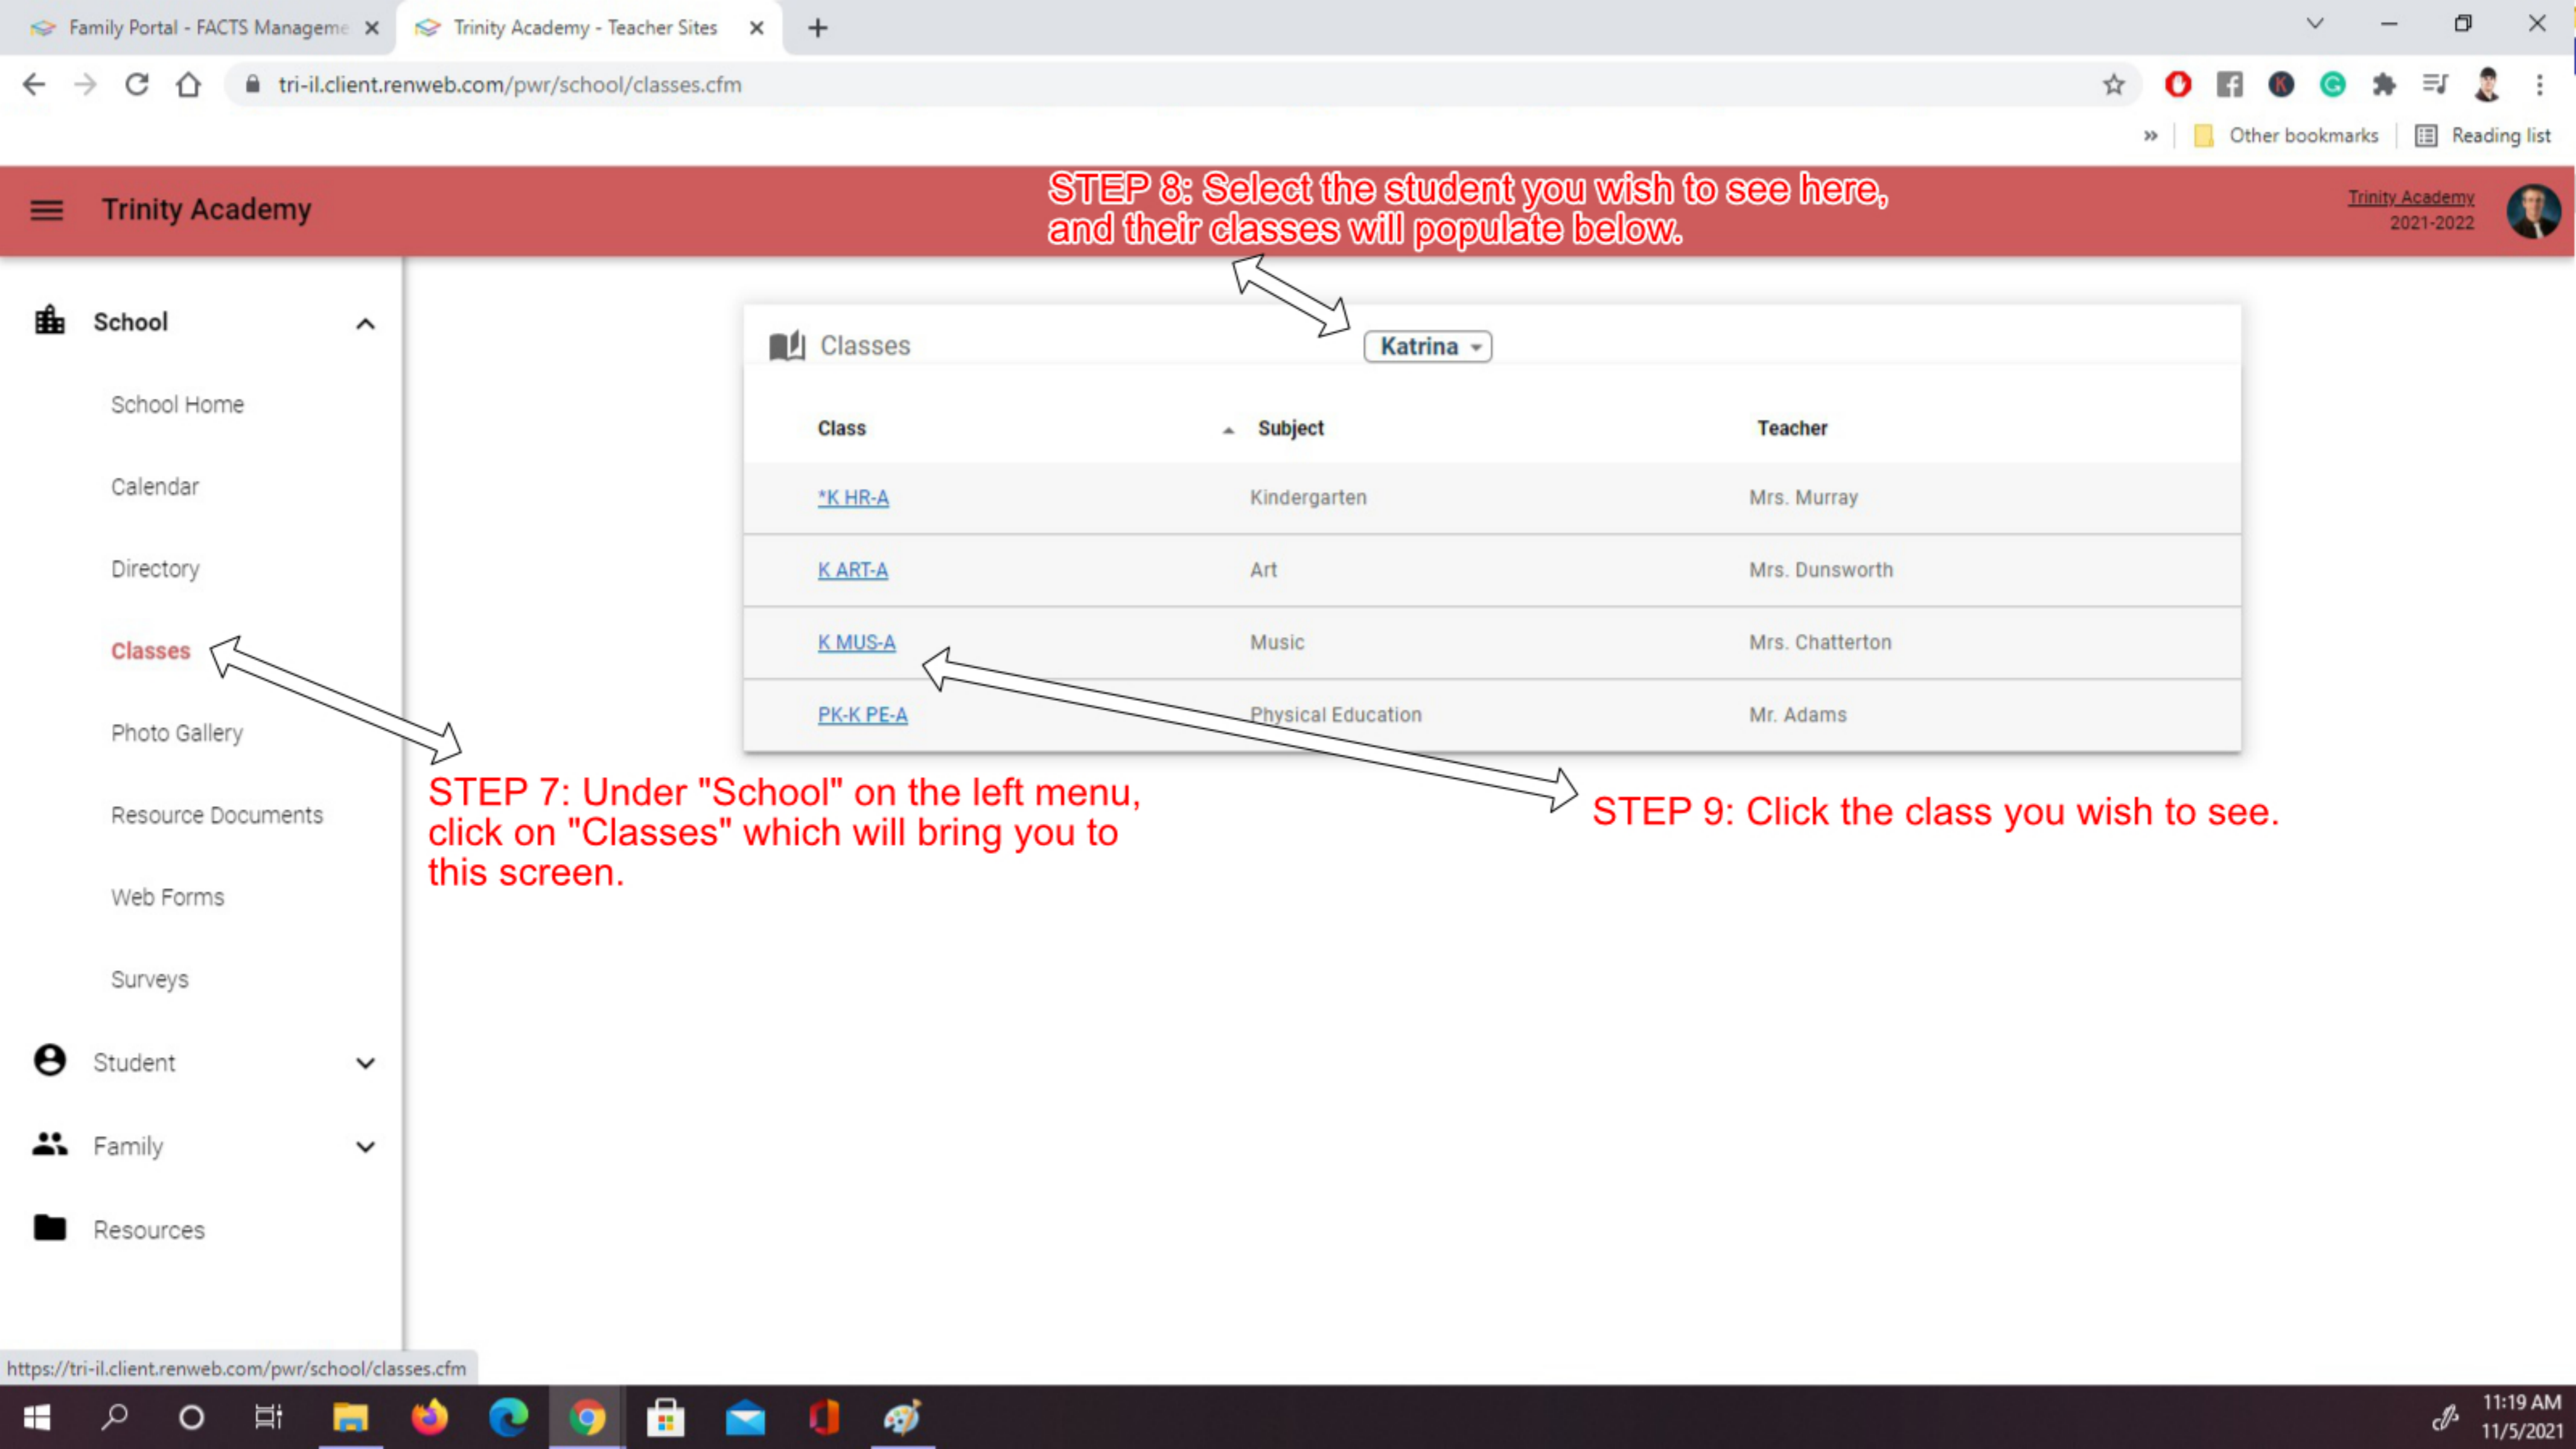 Family Portal - FACTS Manageme
Trinity Academy - Teacher Sites
tri-il.client.renweb.com/pwr/school/classes.cfm
Other bookmarks
Reading list
Trinity Academy
STEP 8: Select the student you wish to see here,
and their classes will populate below.
Trinity Academy
2021-2022
School
School Home
Calendar
Directory
Classes
Photo Gallery
Resource Documents
Web Forms
Surveys
Student
Family
Resources
Classes
Katrina
Class Subject Teacher
*K HR-A Kindergarten Mrs. Murray
K ART-A Art Mrs. Dunsworth
K MUS-A Music Mrs. Chatterton
PK-K PE-A Physical Education Mr. Adams
STEP 7: Under "School" on the left menu,
click on "Classes" which will bring you to
this screen.
STEP 9: Click the class you wish to see.
https://tri-il.client.renweb.com/pwr/school/classes.cfm
11:19 AM
11/5/2021